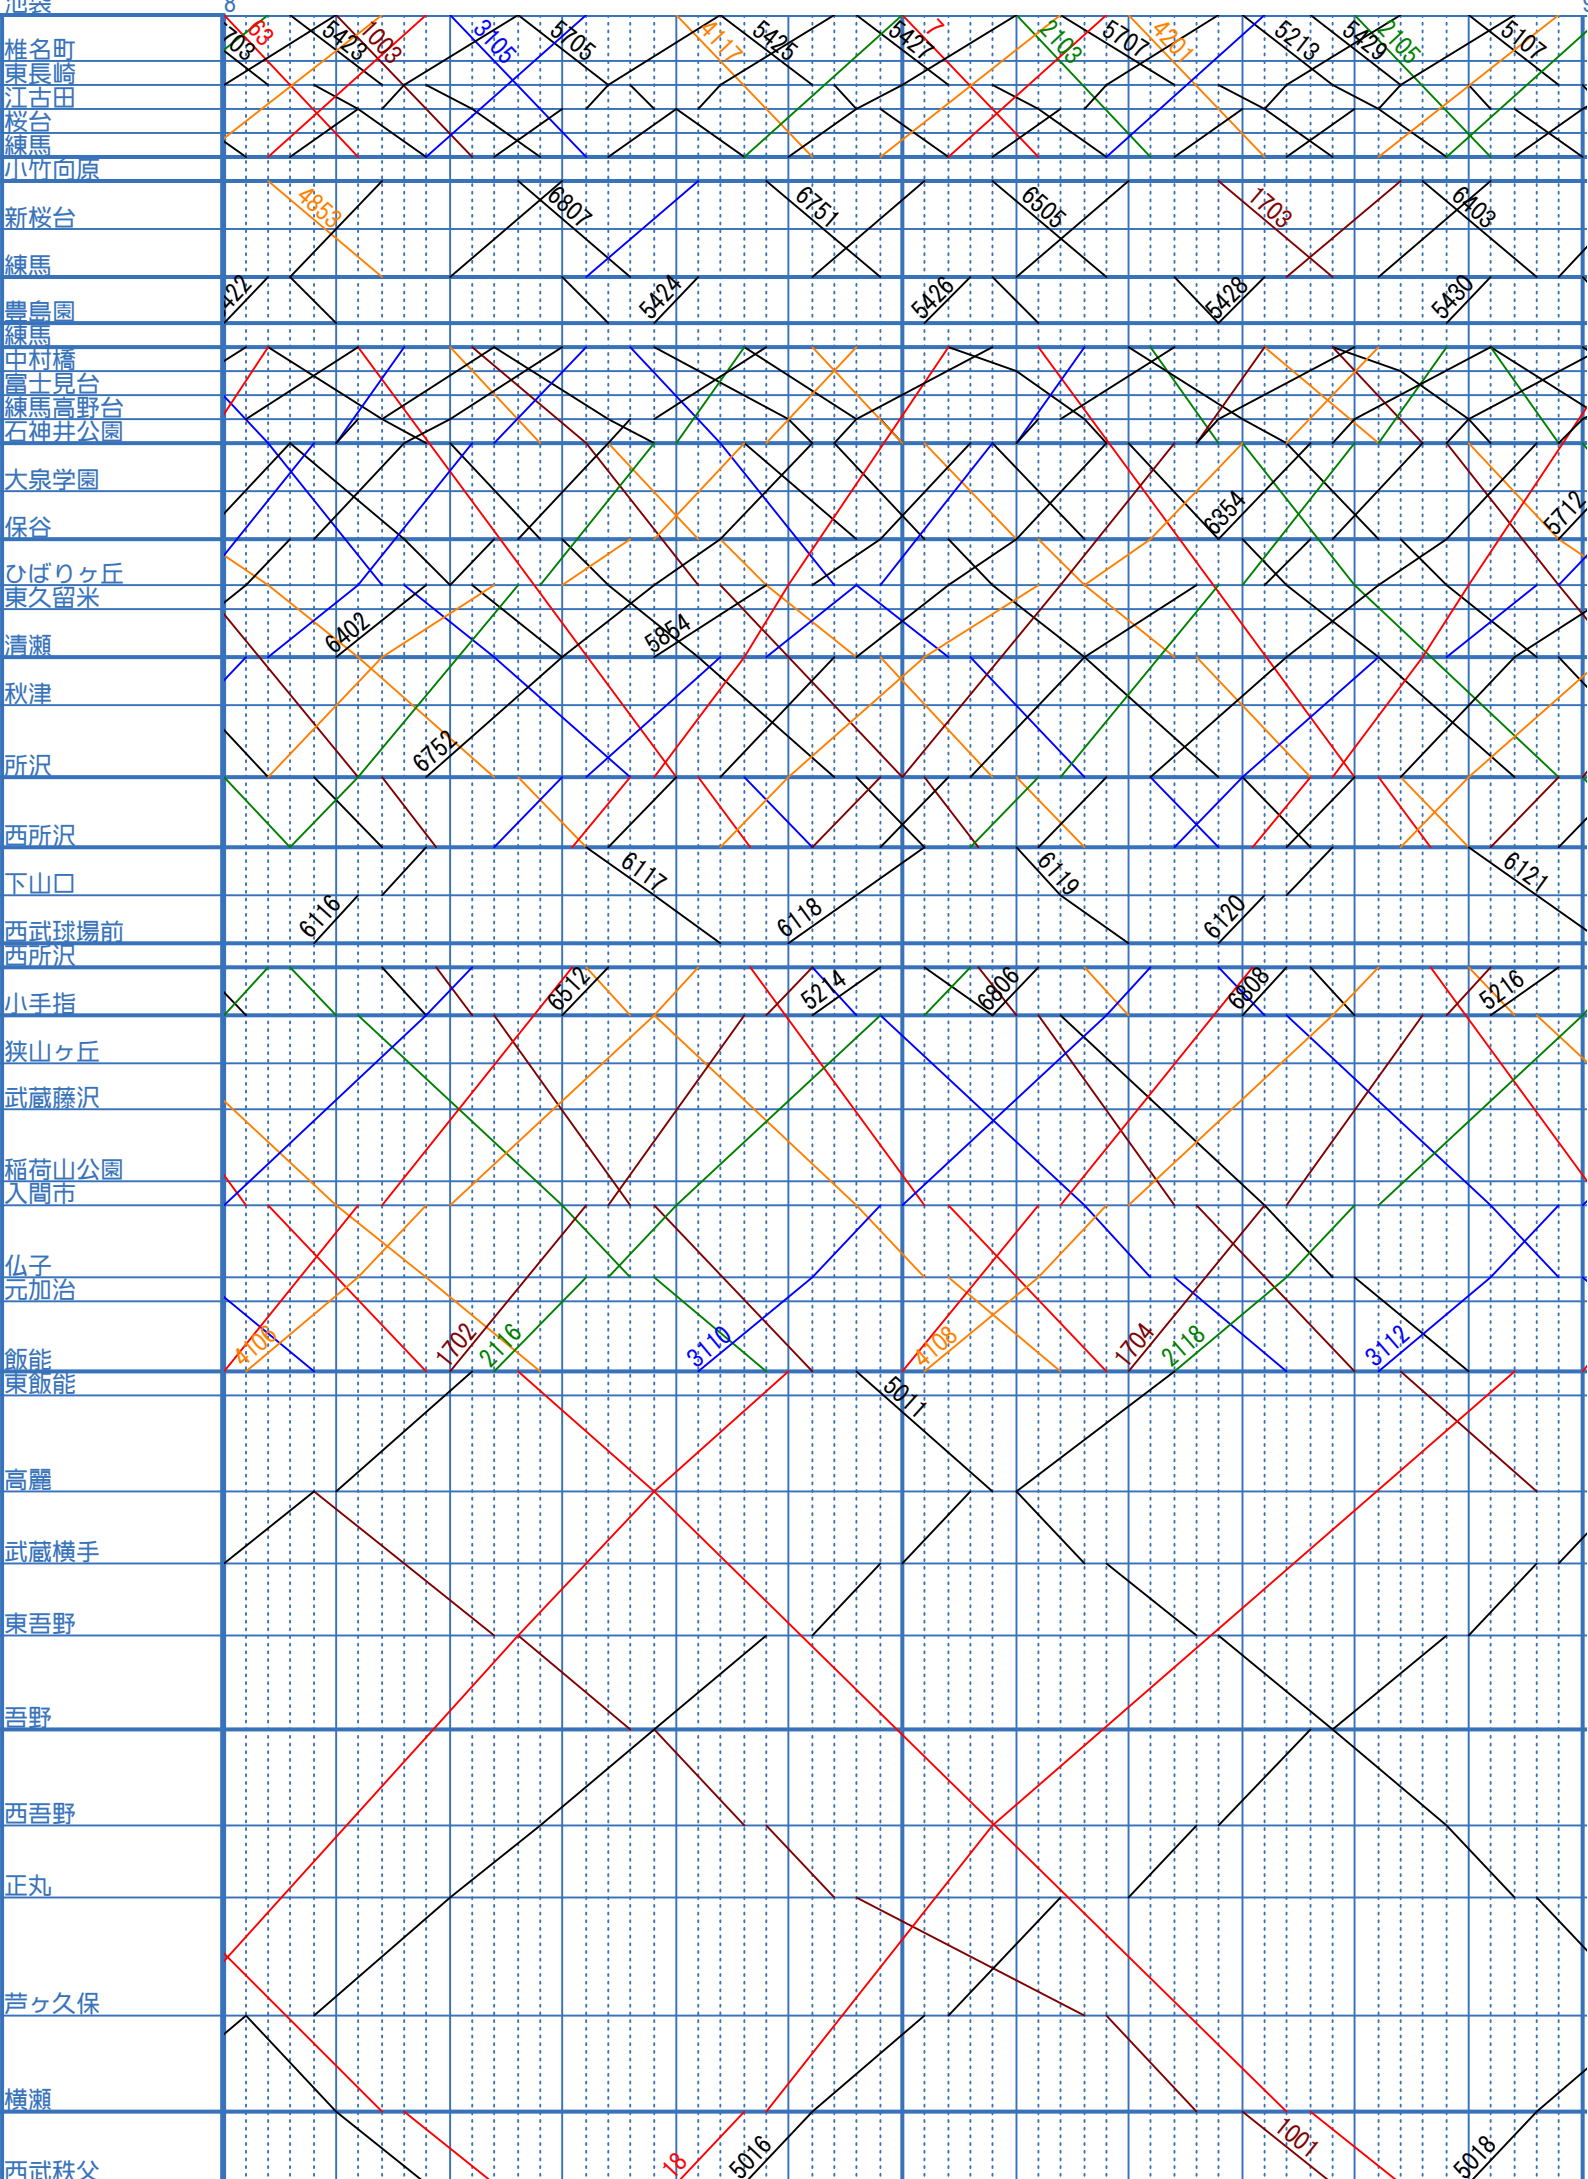 池袋 8
椎名町 703 63 5423 1003 3105 5705 4117 5425 5427 7 2103 5707 4201 5213 5429 2105 5107
東長崎
江古田
桜台
練馬
小竹向原
新桜台 4853 6807 6751 6505 1703 6403
練馬
豊島園 422 5424 5426 5428 5430
練馬
中村橋
富士見台
練馬高野台
石神井公園
大泉学園
保谷 6354 5712
ひばりヶ丘
東久留米
清瀬 6402 5854
秋津
所沢 6752
西所沢
下山口 6117 6119 6121
西武球場前 6116 6118 6120
西所沢
小手指 6512 5214 6806 6808 5216
狭山ヶ丘
武蔵藤沢
稲荷山公園
入間市
仏子
元加治
飯能 4106 1702 2116 3110 4108 1704 2118 3112
東飯能 5011
高麗
武蔵横手
東吾野
吾野
西吾野
正丸
芦ヶ久保
横瀬
西武秩父 18 5016 1001 5018